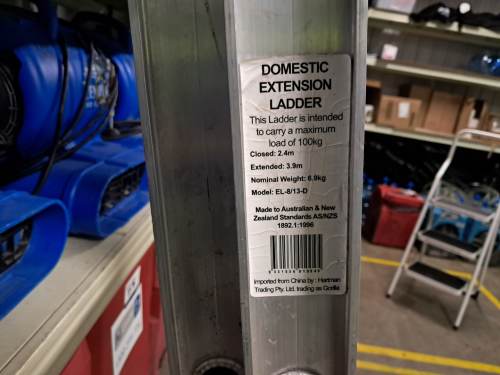 DOMESTIC
EXTENSION
LADDER
This Ladder is intended
to carry a maximum
load of 100kg
Closed: 2.4m
Extended: 3.9m
Nominal Weight: 6.9kg
Model: EL-8/13-D
Made to Australian & New
Zealand Standards AS/NZS
1892.1:1996
Imported from China by : Hartman
Trading Pty. Ltd. trading as Gorilla